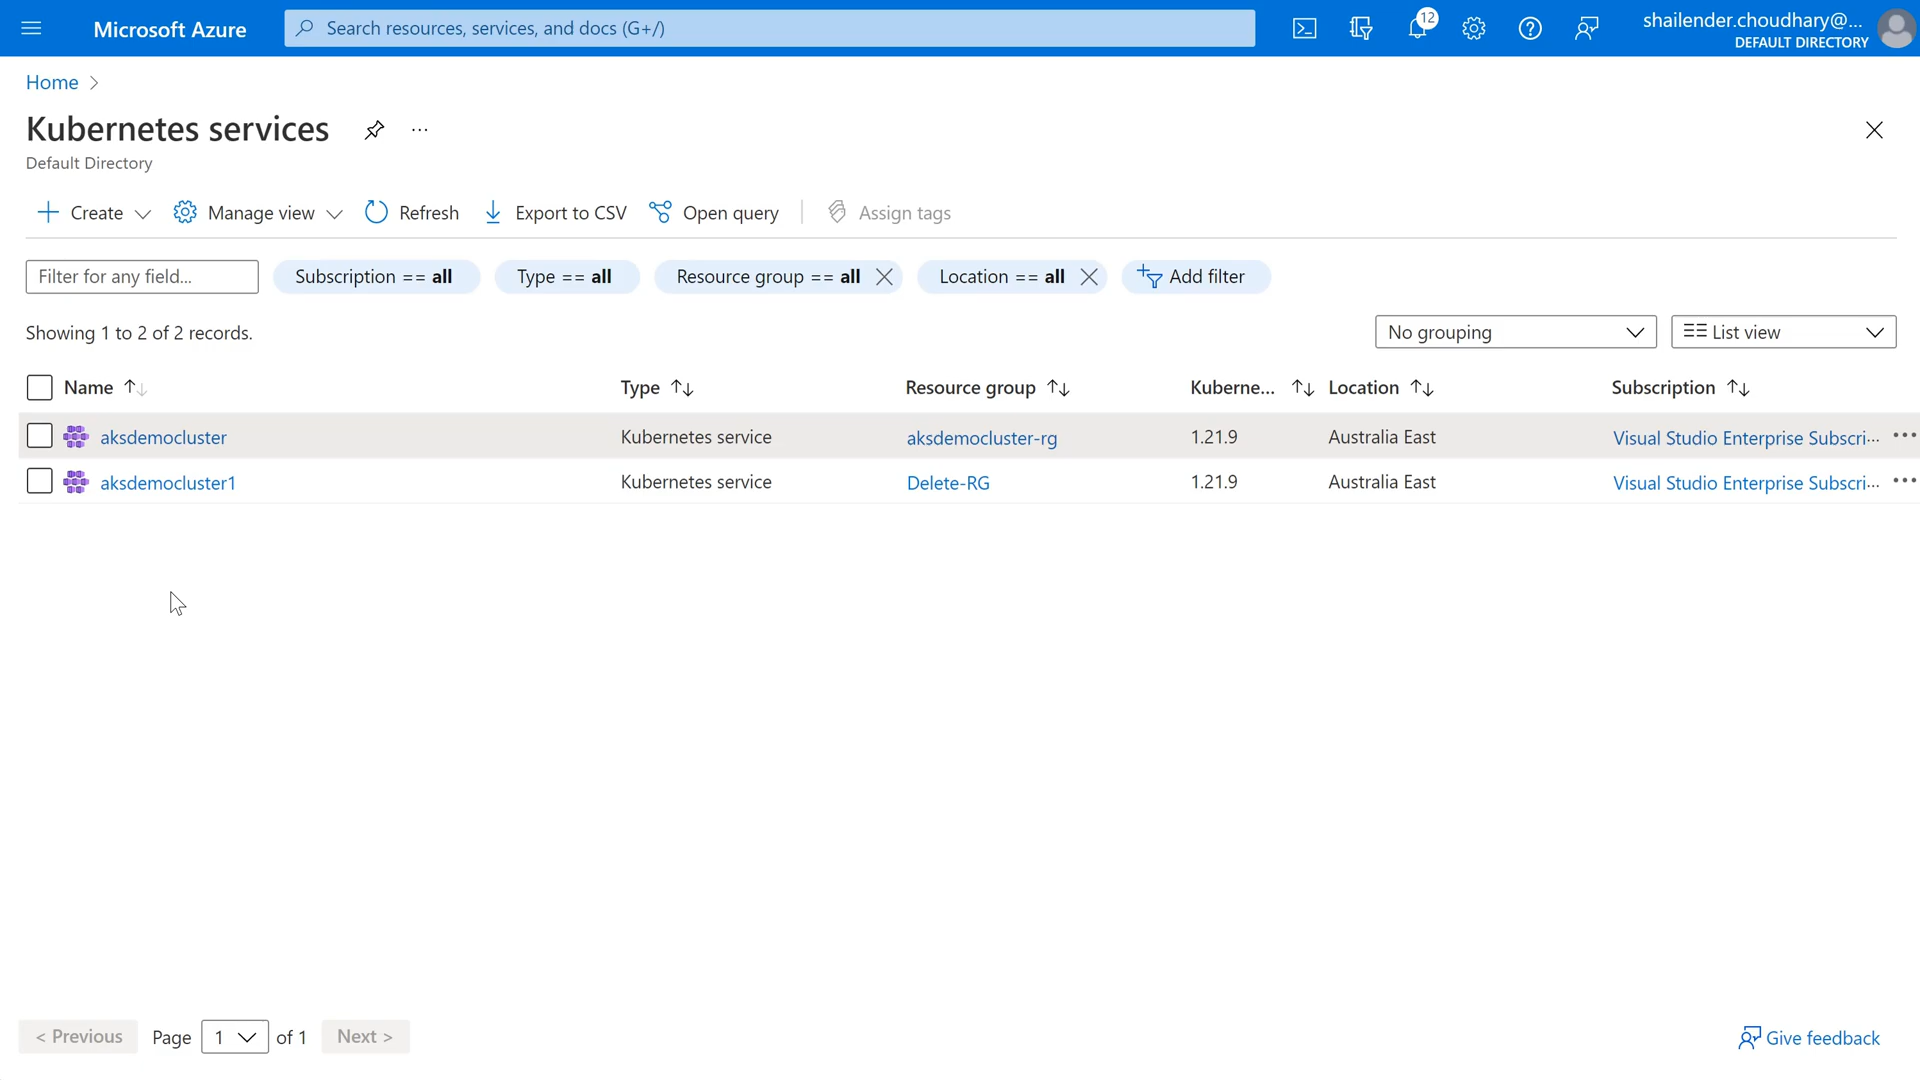 Microsoft Azure
Search resources, services, and docs (G+/)
12
shailender.choudhary@...
DEFAULT DIRECTORY
Home
Kubernetes services
...
Default Directory
Create
Manage view
Refresh
Export to CSV
Open query
Assign tags
Filter for any field...
Subscription == all
Type == all
Resource group == all
Location == all
Add filter
Showing 1 to 2 of 2 records.
No grouping
List view
Name
Type
Resource group
Kuberne...
Location
Subscription
aksdemocluster
Kubernetes service
aksdemocluster-rg
1.21.9
Australia East
Visual Studio Enterprise Subscri...
aksdemocluster1
Kubernetes service
Delete-RG
1.21.9
Australia East
Visual Studio Enterprise Subscri...
< Previous
Page
1
of 1
Next >
Give feedback